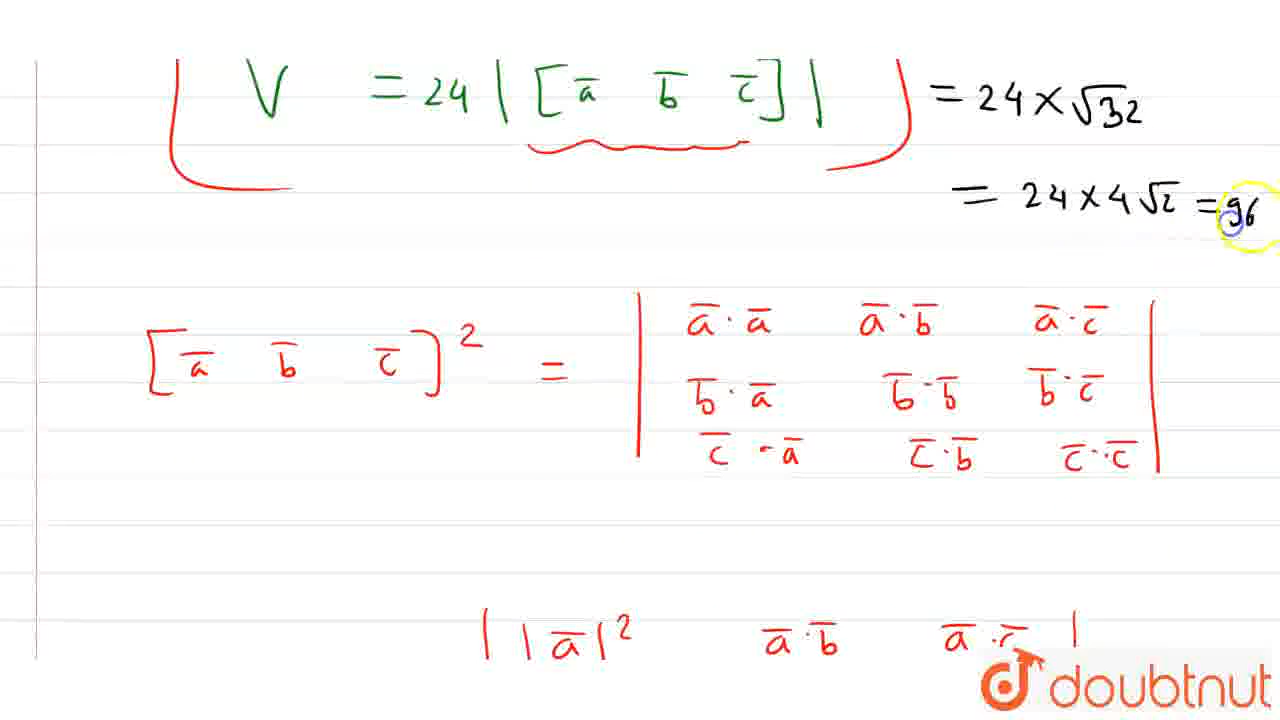 V = 24 | [ a̅ b̅ c̅ ] | = 24 × √32
= 24 × 4 √2 = 96
[ a̅ b̅ c̅ ]² = | a̅ · a̅ a̅ · b̅ a̅ · c̅ |
b̅ · a̅ b̅ · b̅ b̅ · c̅
c̅ · a̅ c̅ · b̅ c̅ · c̅
| |a̅|² a̅ · b̅ a̅ · c̅ |
doubtnut